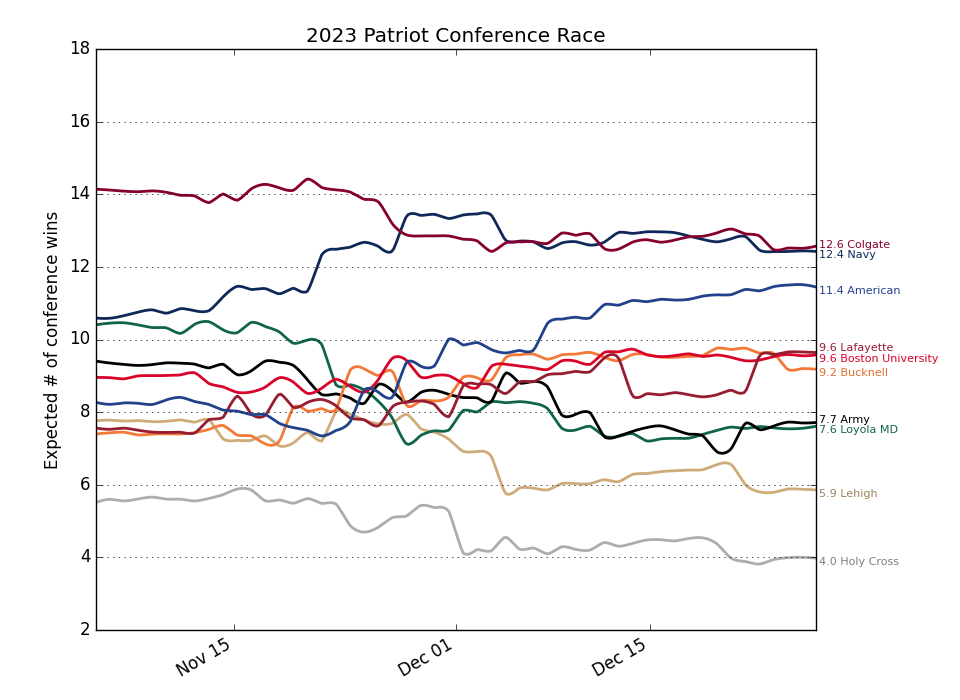 2023 Patriot Conference Race
Expected # of conference wins
18
16
14
12
10
8
6
4
2
12.6 Colgate
12.4 Navy
11.4 American
9.6 Lafayette
9.6 Boston University
9.2 Bucknell
7.7 Army
7.6 Loyola MD
5.9 Lehigh
4.0 Holy Cross
Nov 15
Dec 01
Dec 15